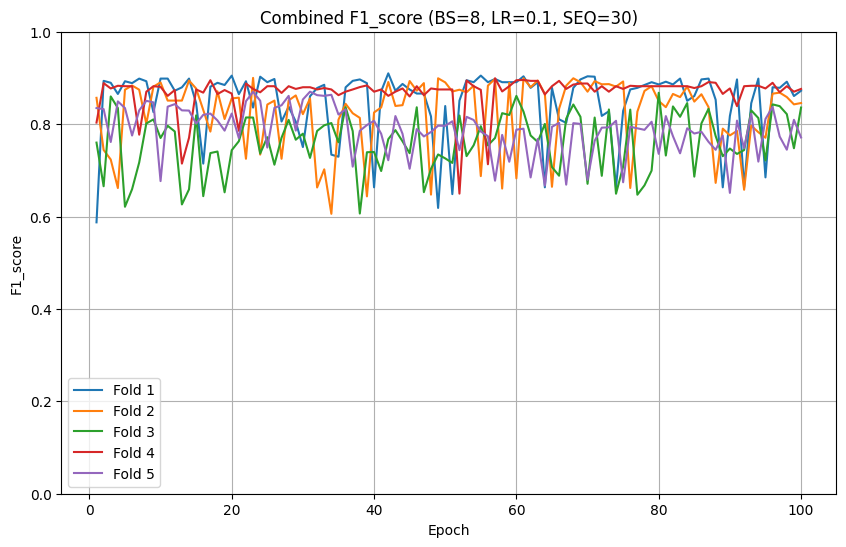 Combined F1_score (BS=8, LR=0.1, SEQ=30)
1.0
0.8
0.6
0.4
0.2
0.0
F1_score
Fold 1
Fold 2
Fold 3
Fold 4
Fold 5
0 20 40 60 80 100
Epoch